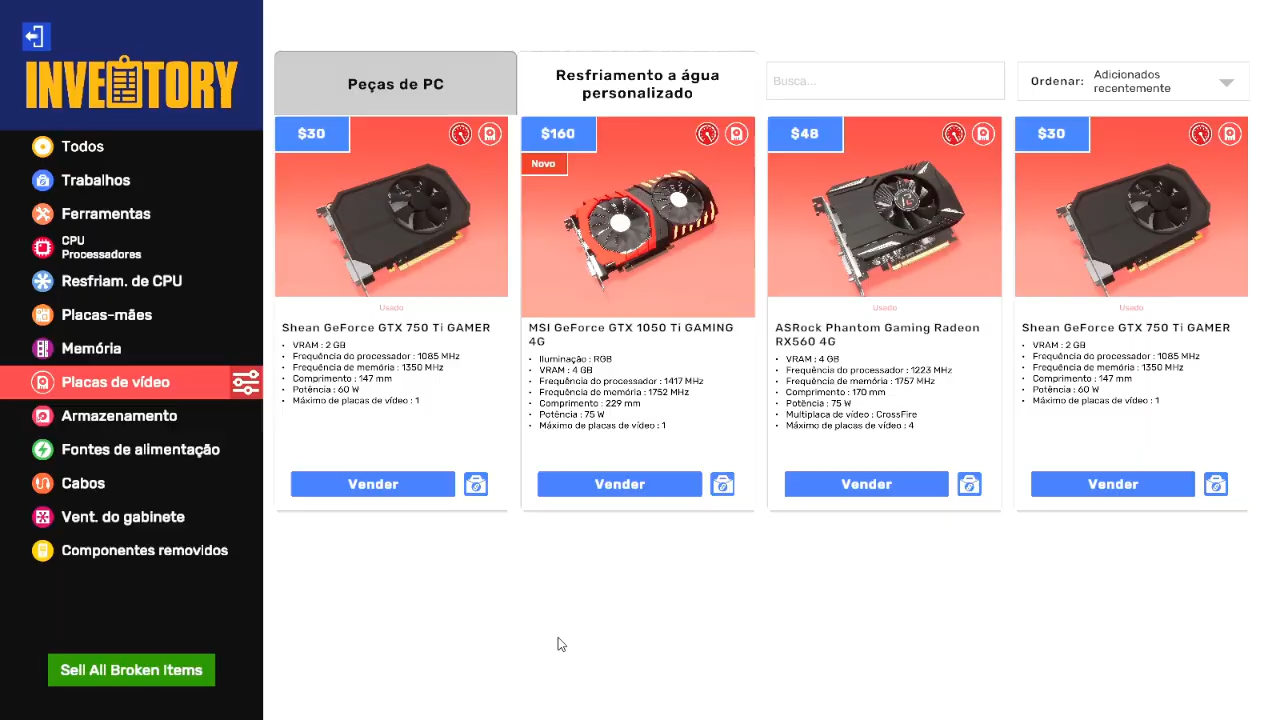 INVENTORY
Todos
Trabalhos
Ferramentas
CPU
Processadores
Resfriam. de CPU
Placas-mães
Memória
Placas de vídeo
Armazenamento
Fontes de alimentação
Cabos
Vent. do gabinete
Componentes removidos
Sell All Broken Items
Peças de PC
Resfriamento a água
personalizado
Busca...
Ordenar:
Adicionados
recentemente
$30
Usado
Shean GeForce GTX 750 Ti GAMER
• VRAM : 2 GB
• Frequência do processador : 1085 MHz
• Frequência de memória : 1350 MHz
• Comprimento : 147 mm
• Potência : 60 W
• Máximo de placas de vídeo : 1
Vender
$160
Novo
MSI GeForce GTX 1050 Ti GAMING
4G
• Iluminação : RGB
• VRAM : 4 GB
• Frequência do processador : 1417 MHz
• Frequência de memória : 1752 MHz
• Comprimento : 229 mm
• Potência : 75 W
• Máximo de placas de vídeo : 1
Vender
$48
Usado
ASRock Phantom Gaming Radeon
RX560 4G
• VRAM : 4 GB
• Frequência do processador : 1223 MHz
• Frequência de memória : 1757 MHz
• Comprimento : 170 mm
• Potência : 75 W
• Multiplaca de vídeo : CrossFire
• Máximo de placas de vídeo : 4
Vender
$30
Usado
Shean GeForce GTX 750 Ti GAMER
• VRAM : 2 GB
• Frequência do processador : 1085 MHz
• Frequência de memória : 1350 MHz
• Comprimento : 147 mm
• Potência : 60 W
• Máximo de placas de vídeo : 1
Vender